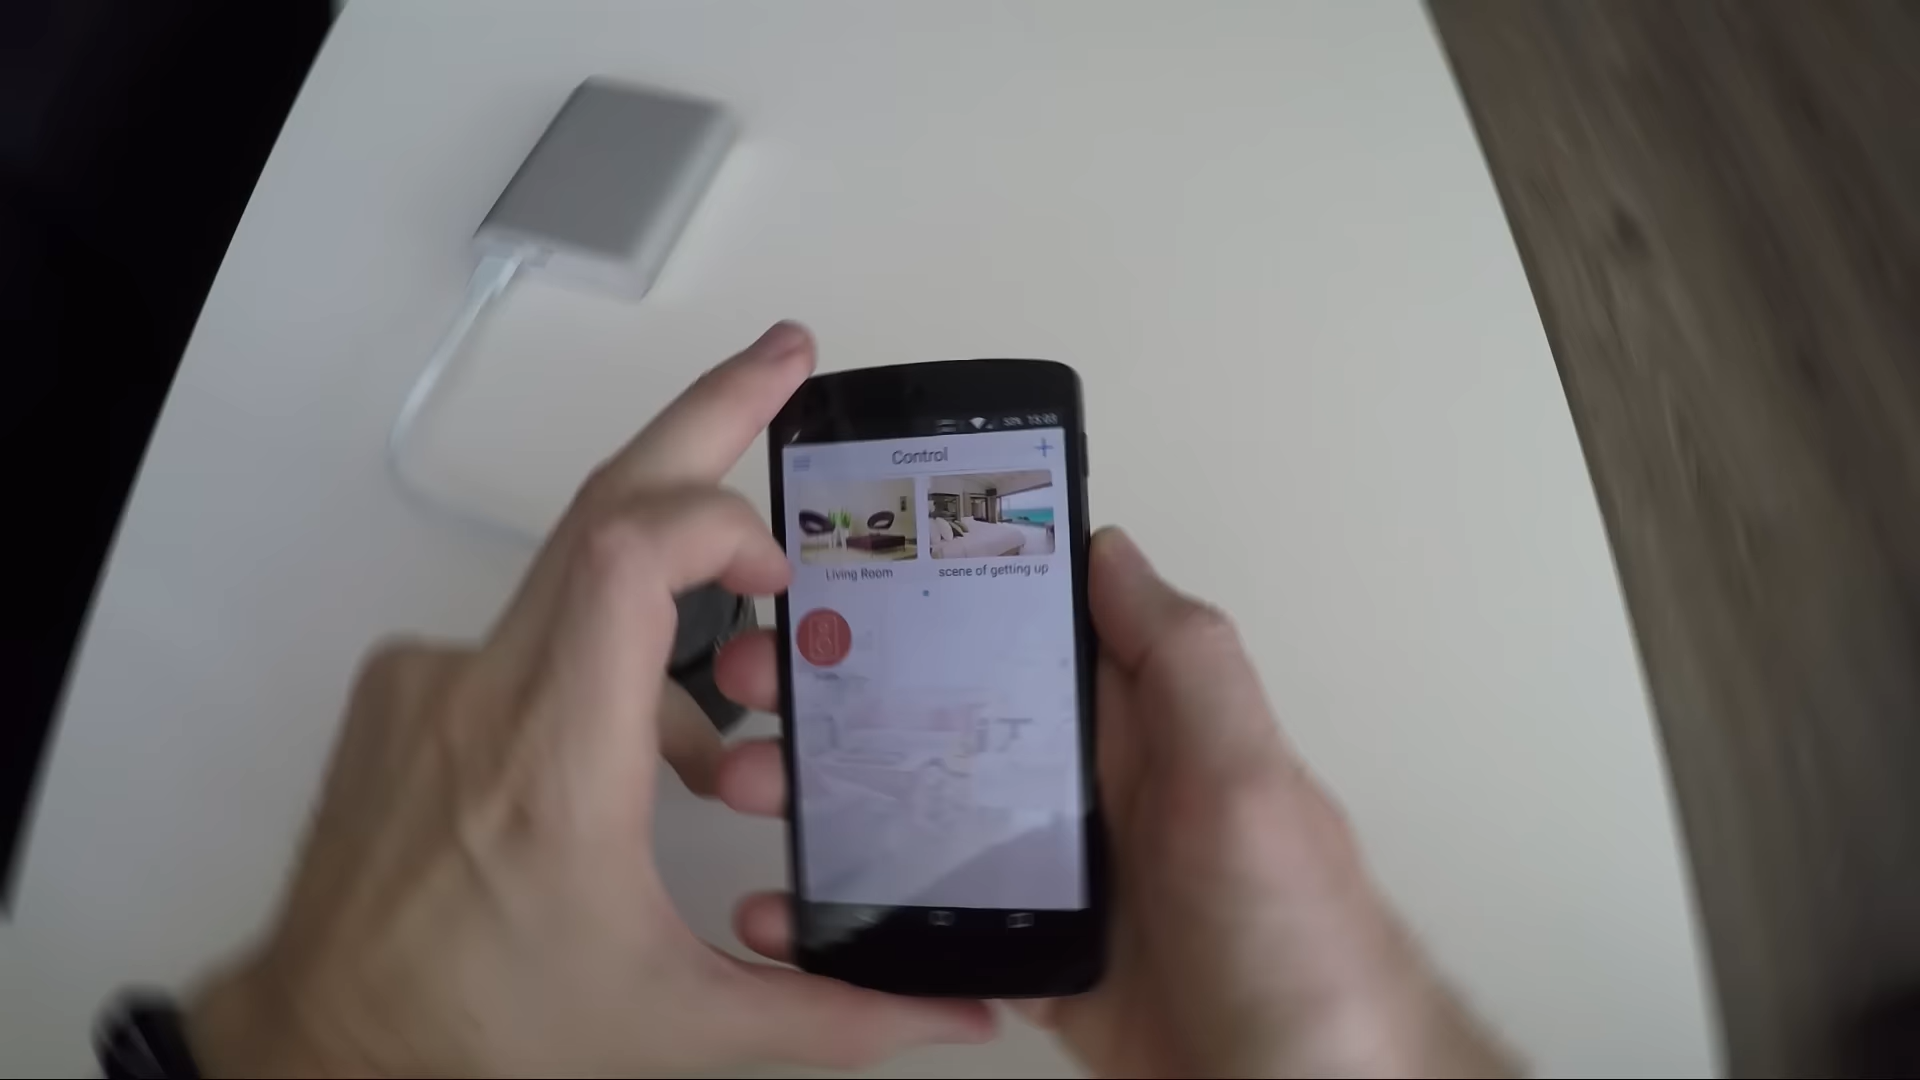 Control
Living Room
scene of getting up